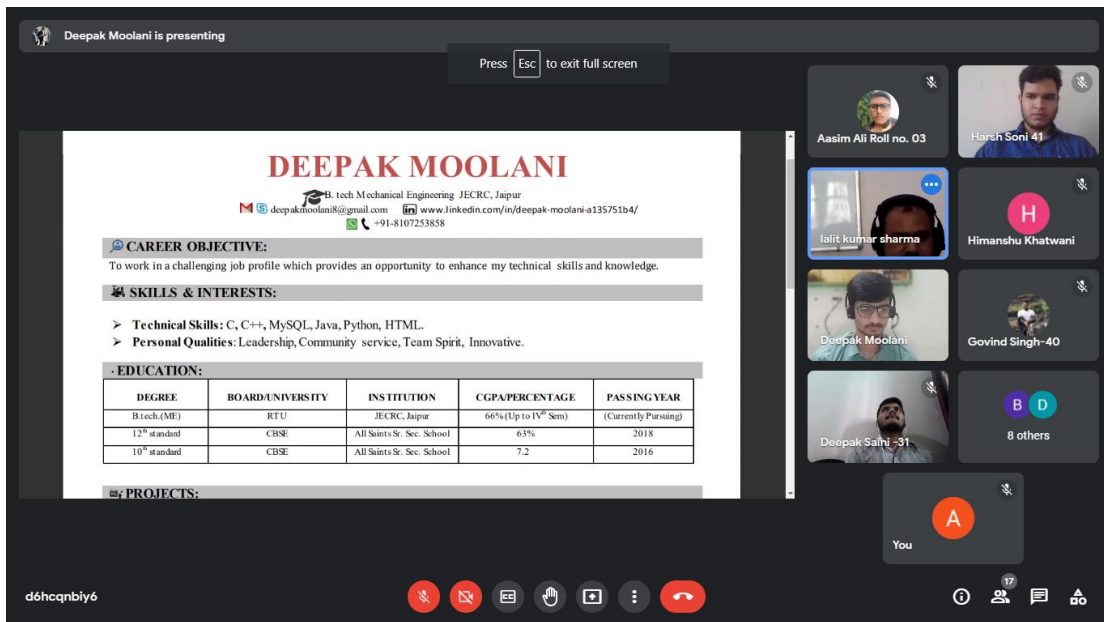 Deepak Moolani is presenting
Press Esc to exit full screen
DEEPAK MOOLANI
B. tech Mechanical Engineering JECRC, Jaipur
deepakmoolani8@gmail.com in www.linkedin.com/in/deepak-moolani-a135751b4/
+91-8107253858
CAREER OBJECTIVE:
To work in a challenging job profile which provides an opportunity to enhance my technical skills and knowledge.
SKILLS & INTERESTS:
➤ Technical Skills: C, C++, MySQL, Java, Python, HTML.
➤ Personal Qualities: Leadership, Community service, Team Spirit, Innovative.
EDUCATION:
DEGREE BOARD/UNIVERSITY INSTITUTION CGPA/PERCENTAGE PASSING YEAR
B.tech.(ME) RTU JECRC, Jaipur 66% (Up to IVth Sem) (Currently Pursuing)
12th standard CBSE All Saints Sr. Sec. School 63% 2018
10th standard CBSE All Saints Sr. Sec. School 7.2 2016
PROJECTS:
Aasim Ali Roll no. 03
Harsh Soni 41
lalit kumar sharma
H
Himanshu Khatwani
Deepak Moolani
Govind Singh-40
Deepak Saini -31
B D
8 others
A
You
d6hcqnbiy6
CC
17